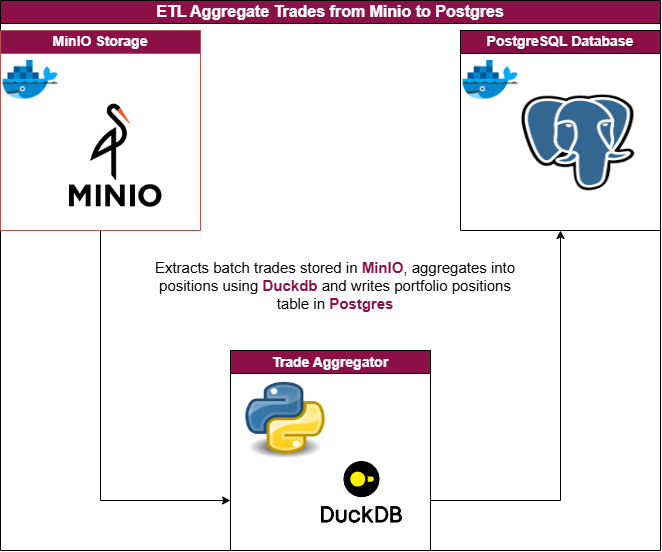 ETL Aggregate Trades from Minio to Postgres
MinIO Storage
PostgreSQL Database
MINIO
Extracts batch trades stored in MinIO, aggregates into
positions using Duckdb and writes portfolio positions
table in Postgres
Trade Aggregator
DuckDB